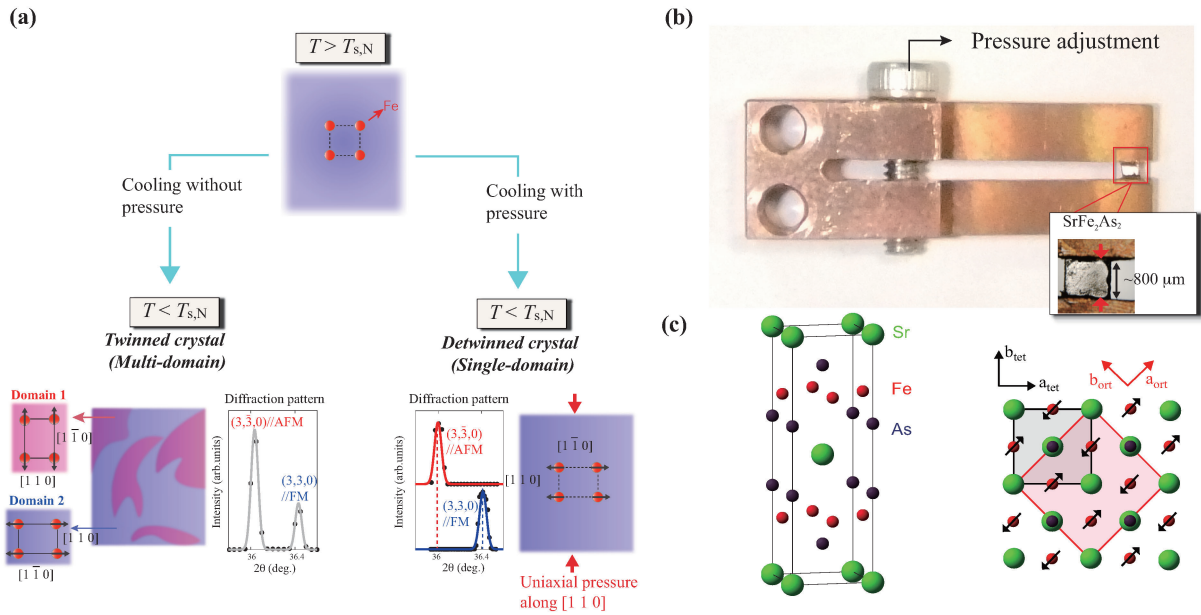 (a)
T > Ts,N
Fe
Cooling without
pressure
Cooling with
pressure
T < Ts,N
Twinned crystal
(Multi-domain)
T < Ts,N
Detwinned crystal
(Single-domain)
Domain 1
[1 1̄ 0]
[1 1 0]
Domain 2
[1 1 0]
[1 1̄ 0]
Diffraction pattern
(3,3̄,0)//AFM
(3,3,0)
//FM
Intensity (arb.units)
36
36.4
2θ (deg.)
Diffraction pattern
(3,3̄,0)
//AFM
(3,3,0)
//FM
Intensity (arb.units)
36
36.4
2θ (deg.)
[1 1̄ 0]
[1 1 0]
Uniaxial pressure
along [1 1 0]
(b)
Pressure adjustment
SrFe2As2
~800 µm
(c)
Sr
Fe
As
btet
atet
bort
aort